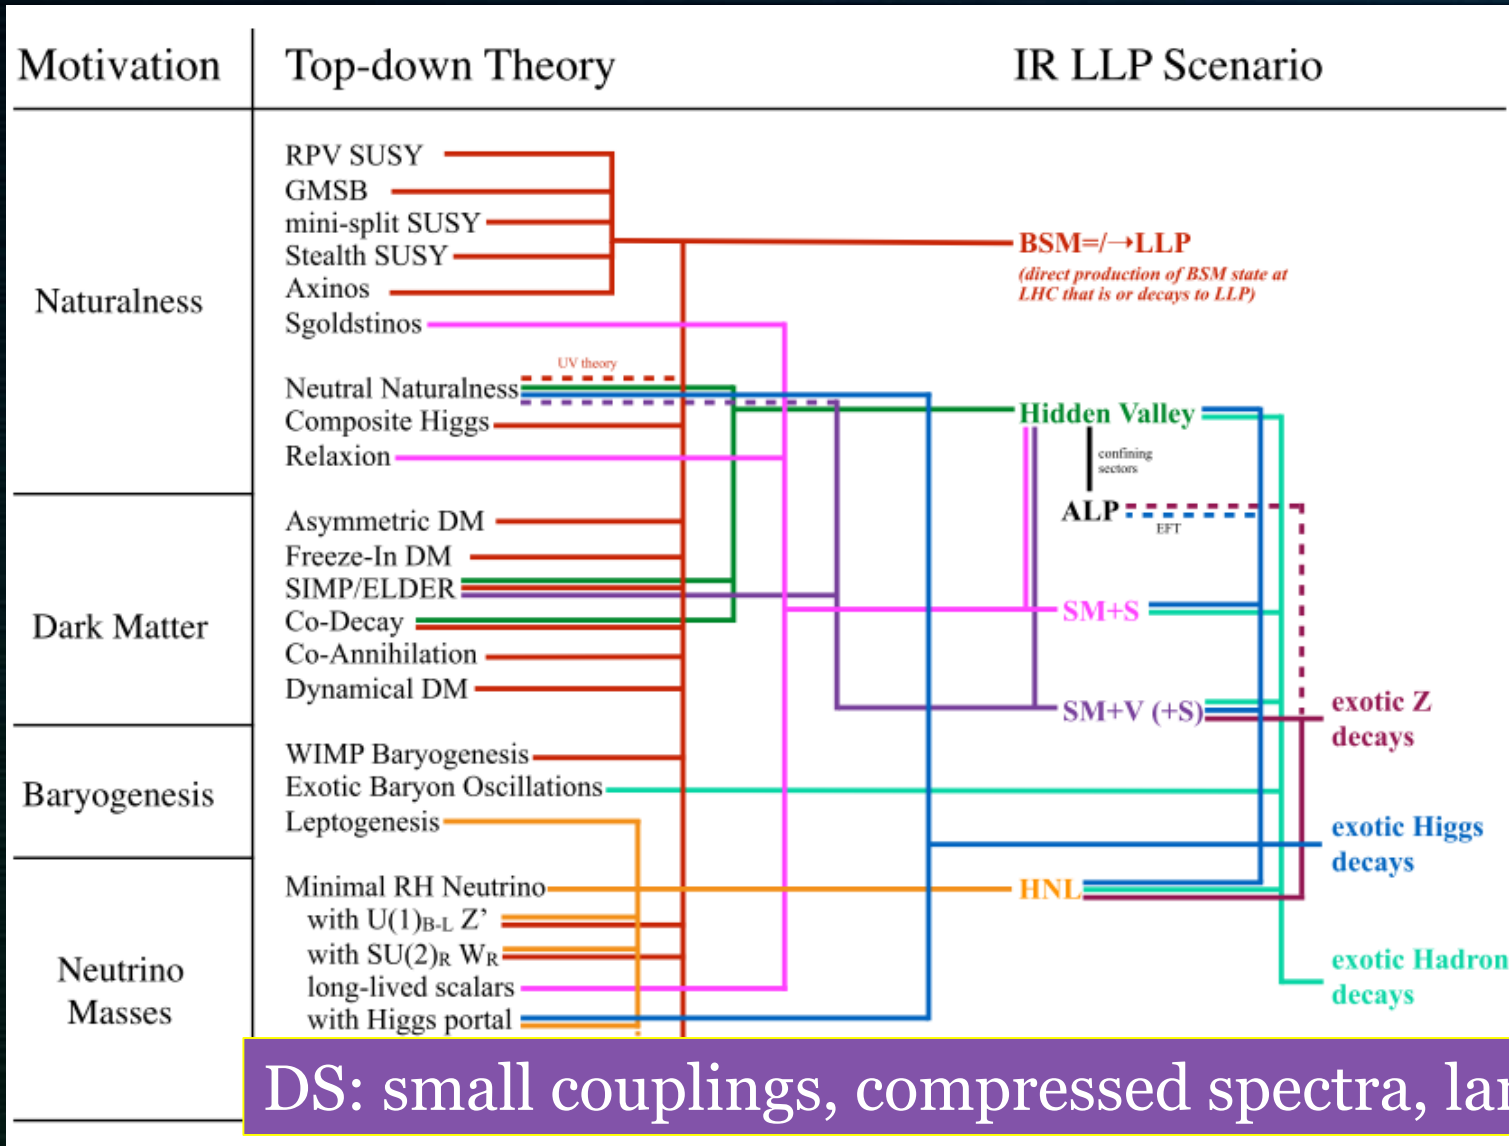 Motivation
Top-down Theory
IR LLP Scenario
Naturalness
RPV SUSY
GMSB
mini-split SUSY
Stealth SUSY
Axinos
Sgoldstinos
UV theory
Neutral Naturalness
Composite Higgs
Relaxion
BSM=/→LLP
(direct production of BSM state at
LHC that is or decays to LLP)
Hidden Valley
confining
sectors
ALP
EFT
Dark Matter
Asymmetric DM
Freeze-In DM
SIMP/ELDER
Co-Decay
Co-Annihilation
Dynamical DM
SM+S
SM+V (+S)
exotic Z
decays
Baryogenesis
WIMP Baryogenesis
Exotic Baryon Oscillations
Leptogenesis
exotic Higgs
decays
Neutrino
Masses
Minimal RH Neutrino
with U(1)B-L Z'
with SU(2)R WR
long-lived scalars
with Higgs portal
HNL
exotic Hadron
decays
DS: small couplings, compressed spectra,